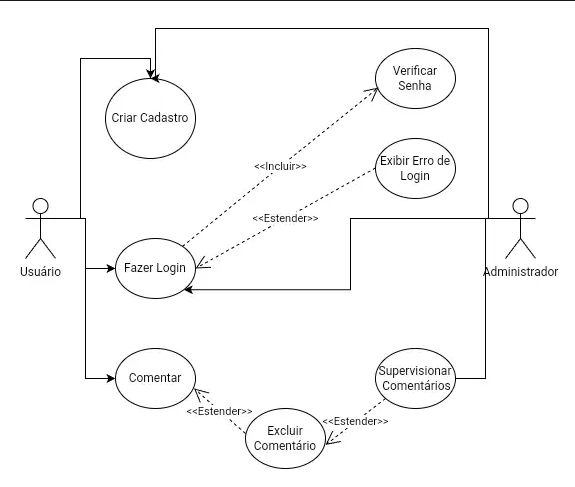 Verificar
Senha
Criar Cadastro
<<Incluir>>
Exibir Erro de
Login
<<Estender>>
Fazer Login
Usuário
Administrador
Comentar
Supervisionar
Comentários
<<Estender>>
<<Estender>>
Excluir
Comentário